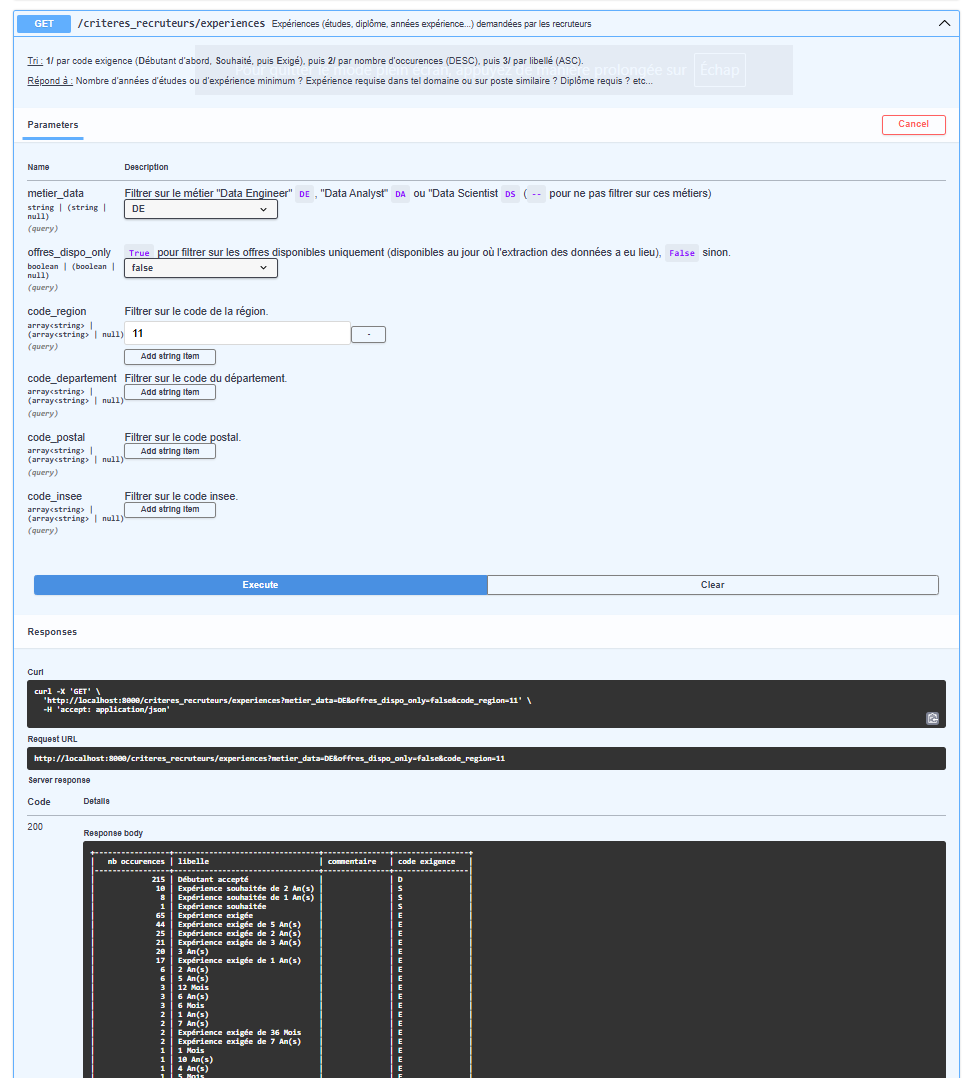 GET /criteres_recruteurs/experiences Expériences (études, diplôme, années expérience...) demandées par les recruteurs
Tri : 1/ par code exigence (Débutant d'abord, Souhaité, puis Exigé), puis 2/ par nombre d'occurences (DESC), puis 3/ par libellé (ASC).
Pour quitter le mode plein écran, appuyez de manière prolongée sur Échap
Répond à : Nombre d'années d'études ou d'expérience minimum ? Expérience requise dans tel domaine ou sur poste similaire ? Diplôme requis ? etc...
Parameters
Cancel
Name Description
metier_data Filtrer sur le métier "Data Engineer" DE , "Data Analyst" DA ou "Data Scientist DS ( -- pour ne pas filtrer sur ces métiers)
string | (string |
null)
DE
(query)
offres_dispo_only True pour filtrer sur les offres disponibles uniquement (disponibles au jour où l'extraction des données a eu lieu), False sinon.
boolean | (boolean |
null)
false
(query)
code_region Filtrer sur le code de la région.
array<string> |
(array<string> | null)
11 -
(query)
Add string item
code_departement Filtrer sur le code du département.
array<string> |
(array<string> | null)
Add string item
(query)
code_postal Filtrer sur le code postal.
array<string> |
(array<string> | null)
Add string item
(query)
code_insee Filtrer sur le code insee.
array<string> |
(array<string> | null)
Add string item
(query)
Execute Clear
Responses
Curl
curl -X 'GET' \
'http://localhost:8000/criteres_recruteurs/experiences?metier_data=DE&offres_dispo_only=false&code_region=11' \
-H 'accept: application/json'
Request URL
http://localhost:8000/criteres_recruteurs/experiences?metier_data=DE&offres_dispo_only=false&code_region=11
Server response
Code Details
200
Response body
+-----------------+----------------------------------+---------------+-----------------+
| nb occurences | libelle | commentaire | code exigence |
|-----------------+----------------------------------+---------------+-----------------|
| 215 | Débutant accepté | | D |
| 10 | Expérience souhaitée de 2 An(s) | | S |
| 8 | Expérience souhaitée de 1 An(s) | | S |
| 1 | Expérience souhaitée | | S |
| 65 | Expérience exigée | | E |
| 44 | Expérience exigée de 5 An(s) | | E |
| 25 | Expérience exigée de 2 An(s) | | E |
| 21 | Expérience exigée de 3 An(s) | | E |
| 20 | 3 An(s) | | E |
| 17 | Expérience exigée de 1 An(s) | | E |
| 6 | 2 An(s) | | E |
| 6 | 5 An(s) | | E |
| 3 | 12 Mois | | E |
| 3 | 6 An(s) | | E |
| 3 | 6 Mois | | E |
| 2 | 1 An(s) | | E |
| 2 | 7 An(s) | | E |
| 2 | Expérience exigée de 36 Mois | | E |
| 2 | Expérience exigée de 7 An(s) | | E |
| 1 | 1 Mois | | E |
| 1 | 10 An(s) | | E |
| 1 | 4 An(s) | | E |
| 1 | 5 Mois | | E |